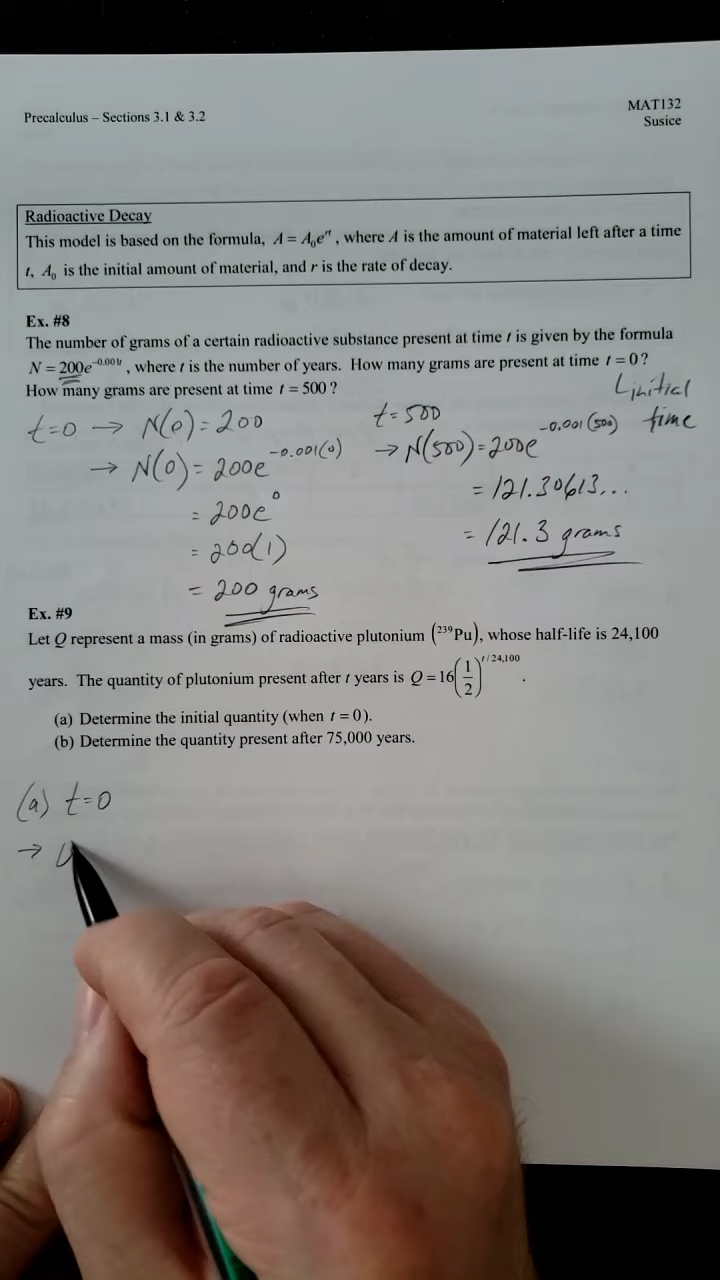 Precalculus – Sections 3.1 & 3.2
MAT132
Susice
Radioactive Decay
This model is based on the formula, A = A₀eʳᵗ, where A is the amount of material left after a time
t, A₀ is the initial amount of material, and r is the rate of decay.
Ex. #8
The number of grams of a certain radioactive substance present at time t is given by the formula
N = 200e^-0.001t, where t is the number of years. How many grams are present at time t = 0?
How many grams are present at time t = 500?
initial
time
t=0 → N(0) = 200
→ N(0) = 200e^-0.001(0)
= 200e^0
= 200(1)
= 200 grams
t=500
→ N(500) = 200e^-0.001(500)
= 121.30613...
= 121.3 grams
Ex. #9
Let Q represent a mass (in grams) of radioactive plutonium (²³⁹Pu), whose half-life is 24,100
years. The quantity of plutonium present after t years is Q = 16(1/2)^t/24,100.
(a) Determine the initial quantity (when t = 0).
(b) Determine the quantity present after 75,000 years.
(a) t=0
→